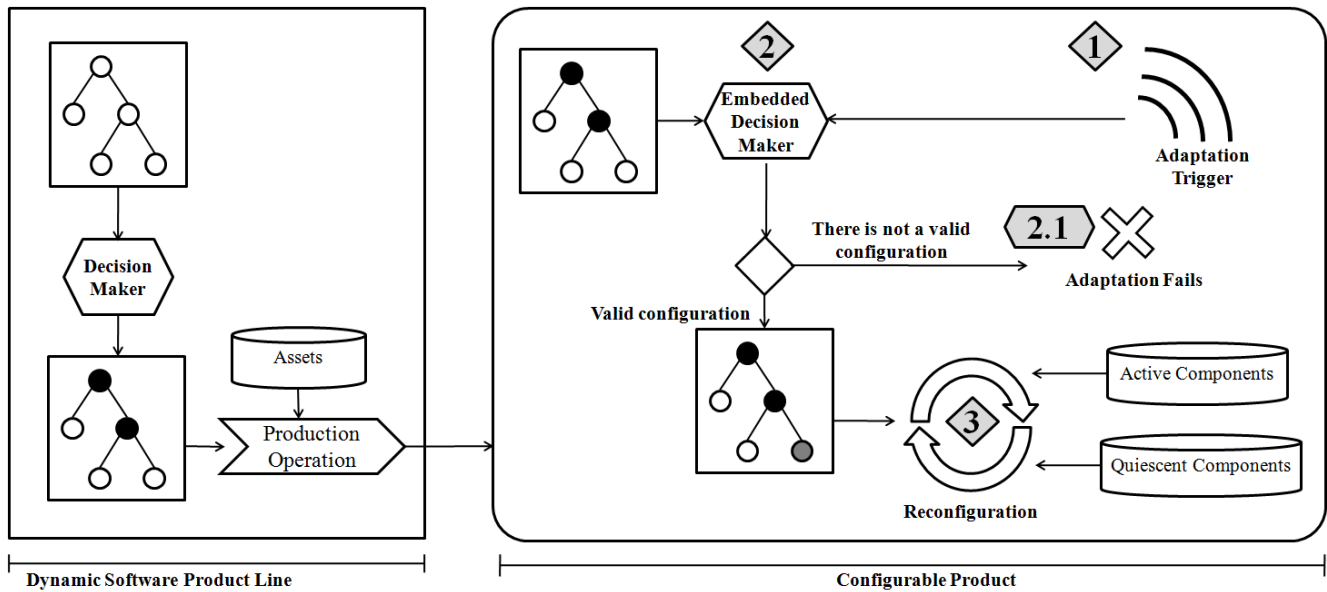 Decision
Maker
Assets
Production
Operation
Dynamic Software Product Line
2
1
Embedded
Decision
Maker
Adaptation
Trigger
There is not a valid
configuration
2.1
Adaptation Fails
Valid configuration
Active Components
3
Quiescent Components
Reconfiguration
Configurable Product